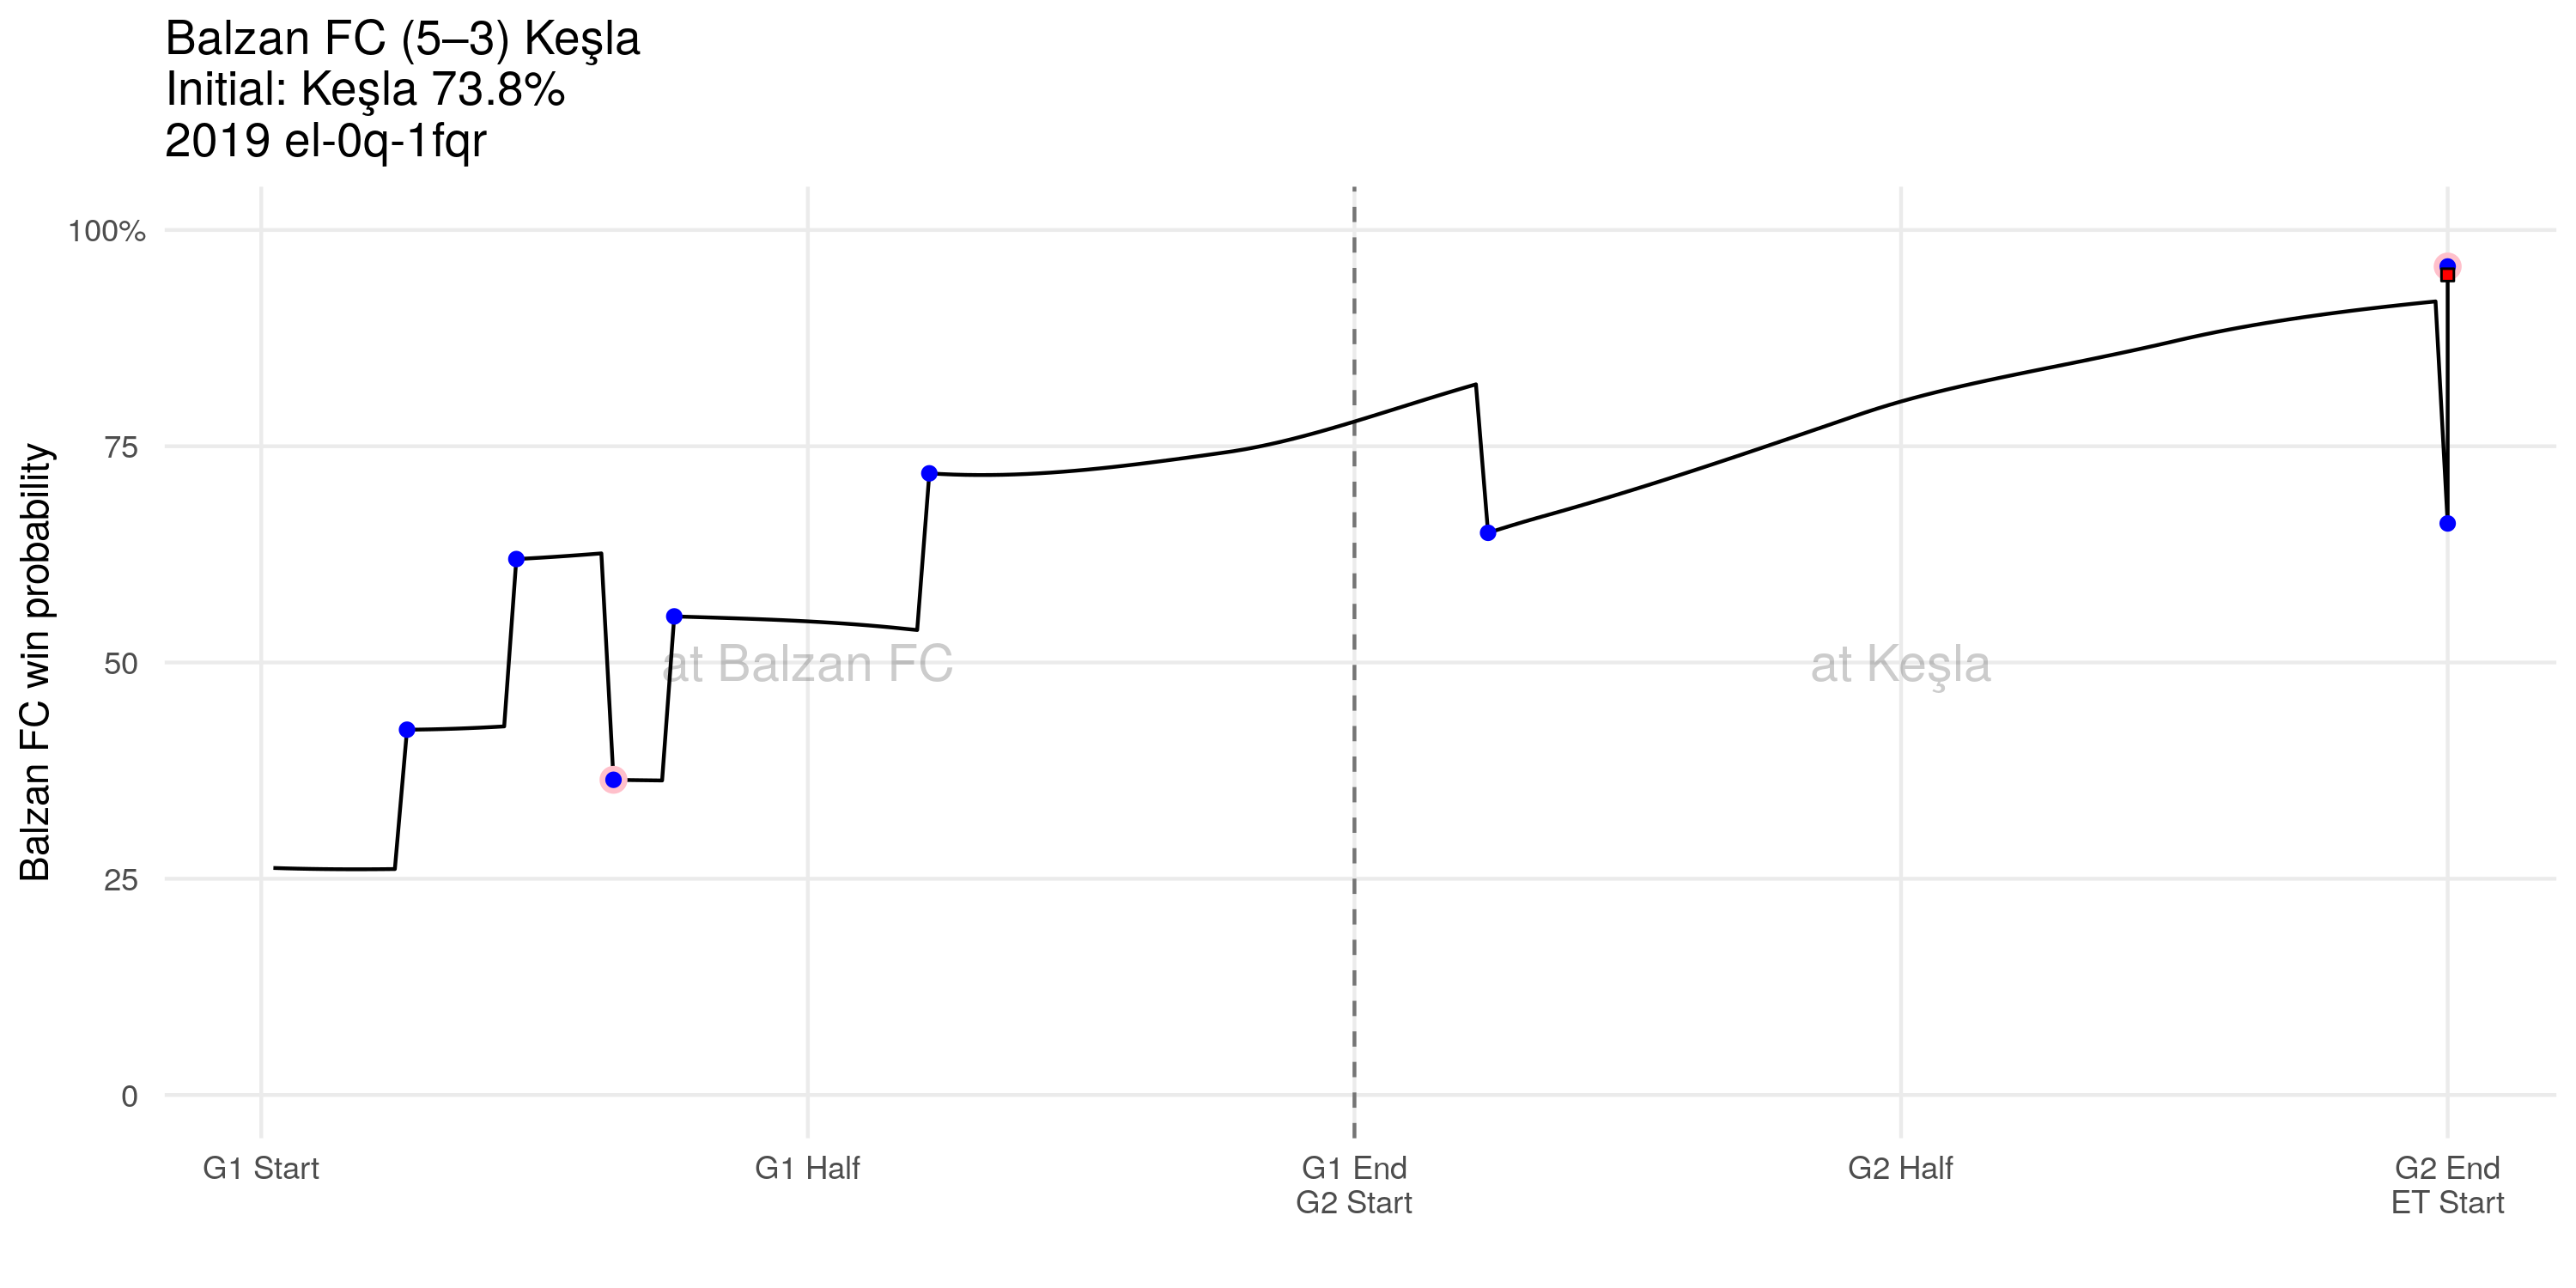 Balzan FC (5–3) Keşla
Initial: Keşla 73.8%
2019 el-0q-1fqr
Balzan FC win probability
100%
75
50
25
0
at Balzan FC
at Keşla
G1 Start
G1 Half
G1 End
G2 Start
G2 Half
G2 End
ET Start